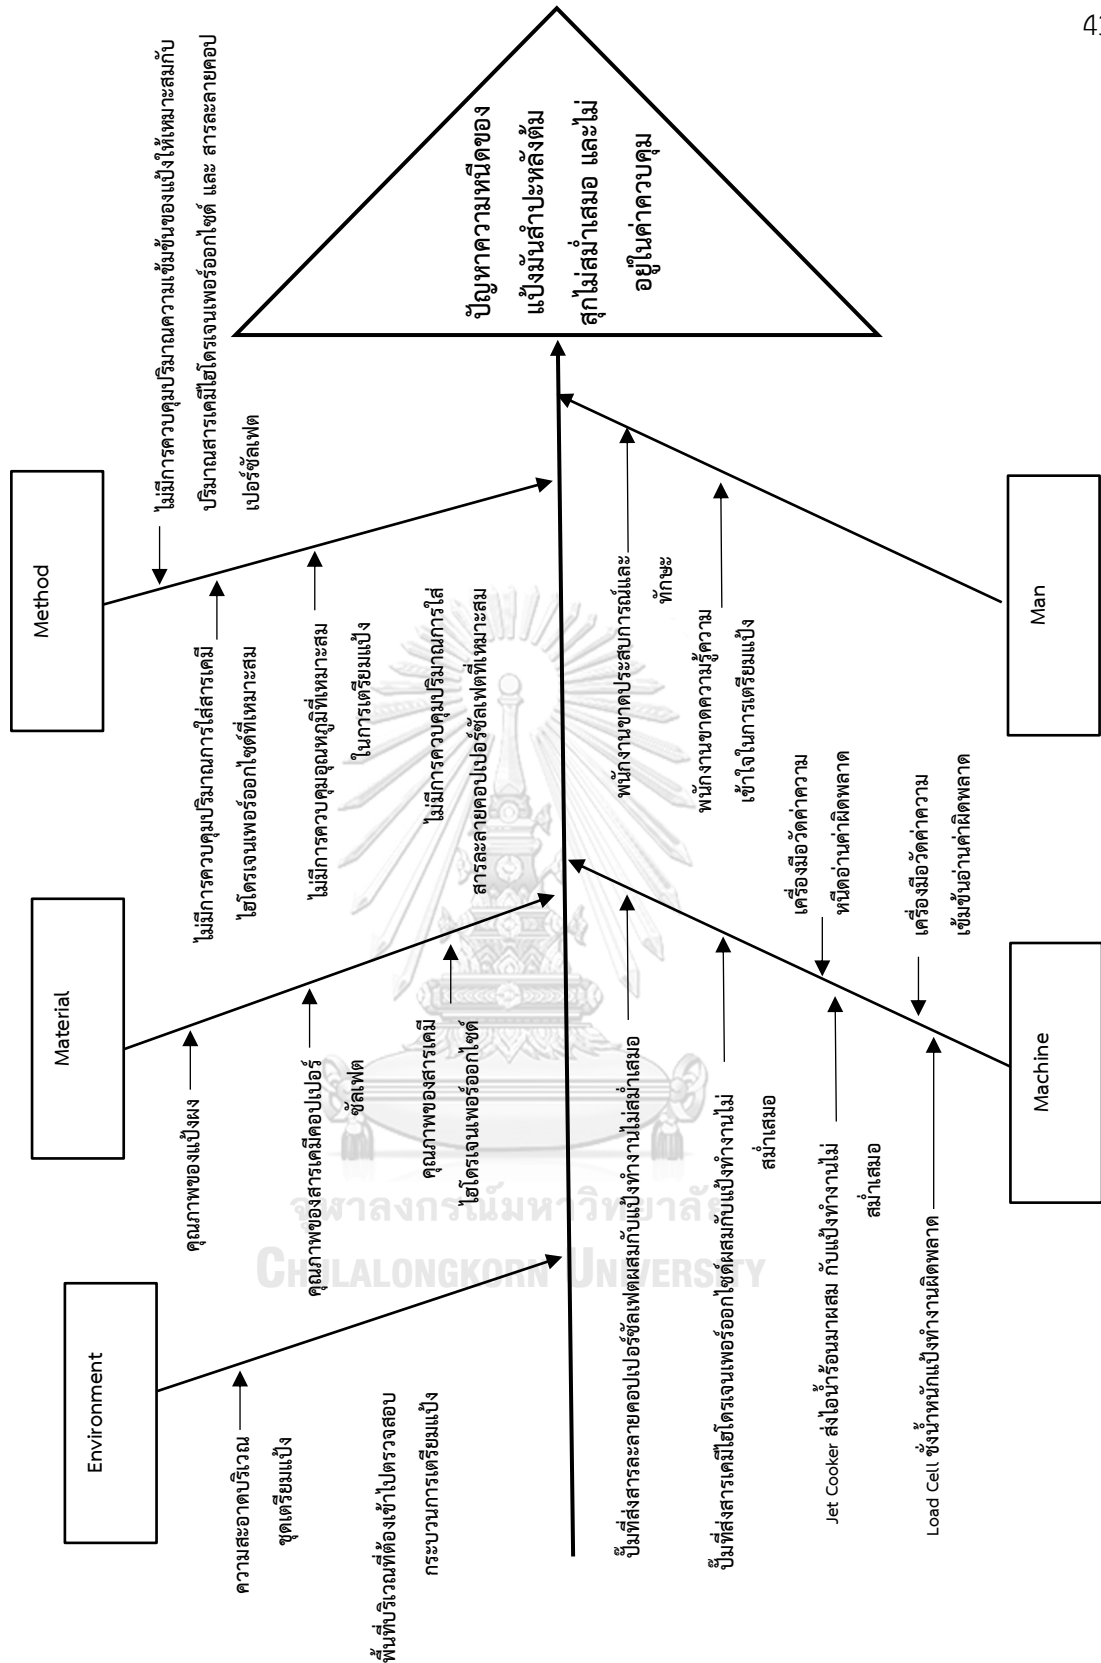 41
Environment
ความสะอาดบริเวณ
ชุดเตรียมแป้ง
พื้นที่บริเวณที่ต้องเข้าไปตรวจสอบ
กระบวนการเตรียมแป้ง
Material
คุณภาพของแป้งผง
คุณภาพของสารเคมีคอปเปอร์
ซัลเฟต
คุณภาพของสารเคมี
ไฮโดรเจนเพอร์ออกไซด์
Method
ไม่มีการควบคุมปริมาณความเข้มข้นของแป้งให้เหมาะสมกับ
ปริมาณสารเคมีไฮโดรเจนเพอร์ออกไซด์ และ สารละลายคอป
เปอร์ซัลเฟต
ไม่มีการควบคุมปริมาณการใส่สารเคมี
ไฮโดรเจนเพอร์ออกไซด์ที่เหมาะสม
ไม่มีการควบคุมอุณหภูมิที่เหมาะสม
ในการเตรียมแป้ง
ไม่มีการควบคุมปริมาณการใส่
สารละลายคอปเปอร์ซัลเฟตที่เหมาะสม
ปัญหาความหนืดของ
แป้งมันสำปะหลังต้ม
สุกไม่สม่ำเสมอ และไม่
อยู่ในค่าควบคุม
ปั๊มที่ส่งสารละลายคอปเปอร์ซัลเฟตผสมกับแป้งทำงานไม่สม่ำเสมอ
ปั๊มที่ส่งสารเคมีไฮโดรเจนเพอร์ออกไซด์ผสมกับแป้งทำงานไม่
สม่ำเสมอ
Jet Cooker ส่งไอน้ำร้อนมาผสม กับแป้งทำงานไม่
สม่ำเสมอ
Load Cell ชั่งน้ำหนักแป้งทำงานผิดพลาด
เครื่องมือวัดค่าความ
หนืดอ่านค่าผิดพลาด
เครื่องมือวัดค่าความ
เข้มข้นอ่านค่าผิดพลาด
Machine
พนักงานขาดประสบการณ์และ
ทักษะ
พนักงานขาดความรู้ความ
เข้าใจในการเตรียมแป้ง
Man
จุฬาลงกรณ์มหาวิทยาลัย
CHULALONGKORN UNIVERSITY